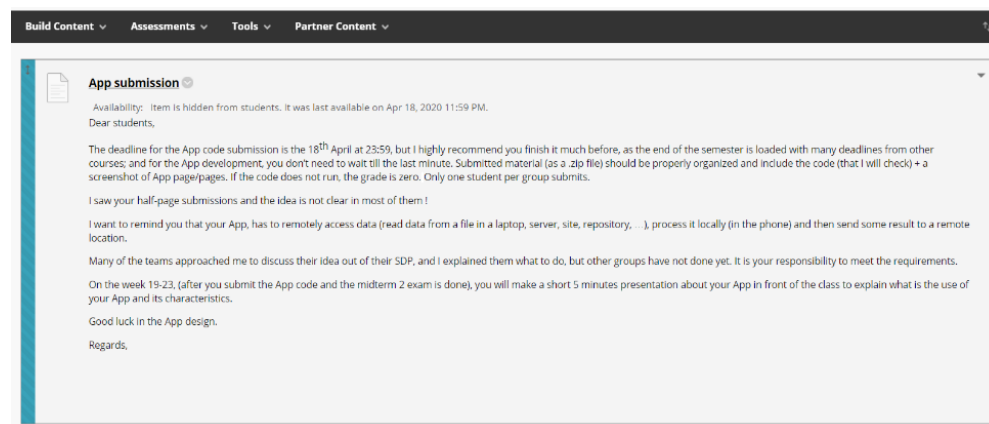 Build Content Assessments Tools Partner Content
1
App submission
Availability: Item is hidden from students. It was last available on Apr 18, 2020 11:59 PM.
Dear students,
The deadline for the App code submission is the 18th April at 23:59, but I highly recommend you finish it much before, as the end of the semester is loaded with many deadlines from other
courses; and for the App development, you don't need to wait till the last minute. Submitted material (as a .zip file) should be properly organized and include the code (that I will check) + a
screenshot of App page/pages. If the code does not run, the grade is zero. Only one student per group submits.
I saw your half-page submissions and the idea is not clear in most of them !
I want to remind you that your App, has to remotely access data (read data from a file in a laptop, server, site, repository, ...), process it locally (in the phone) and then send some result to a remote
location.
Many of the teams approached me to discuss their idea out of their SDP, and I explained them what to do, but other groups have not done yet. It is your responsibility to meet the requirements.
On the week 19-23, (after you submit the App code and the midterm 2 exam is done), you will make a short 5 minutes presentation about your App in front of the class to explain what is the use of
your App and its characteristics.
Good luck in the App design.
Regards,